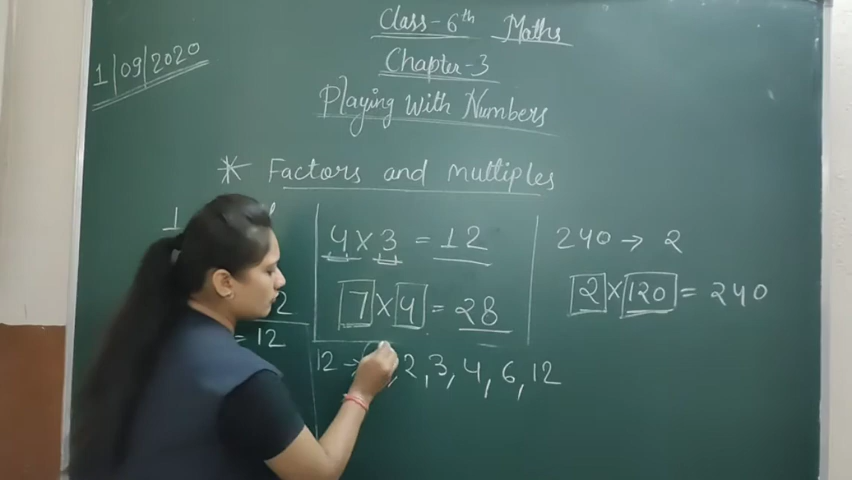 Class-6th Maths
1/09/2020
Chapter-3
Playing With Numbers
* Factors and multiples
1
4 x 3 = 12
240 → 2
7 x 4 = 28
2 x 120 = 240
2
= 12
12 → 2, 3, 4, 6, 12